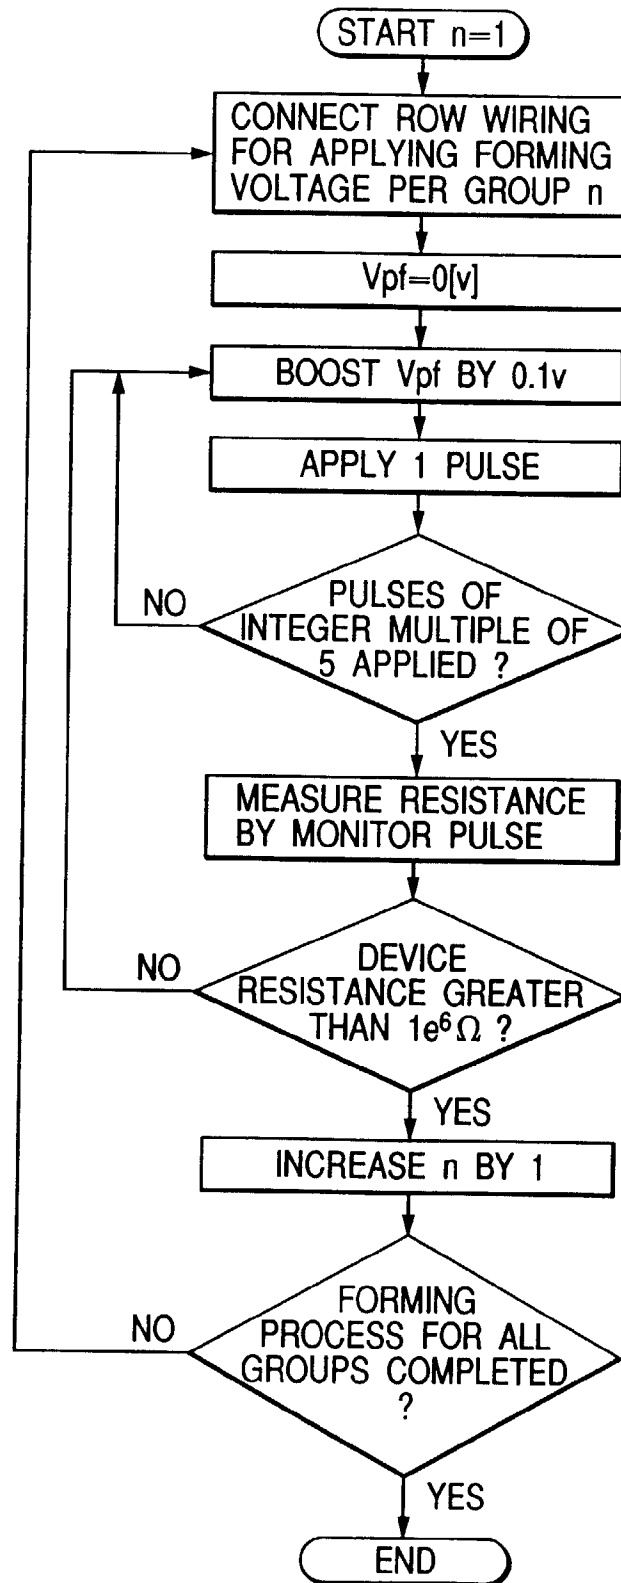 START n=1
CONNECT ROW WIRING
FOR APPLYING FORMING
VOLTAGE PER GROUP n
Vpf=0[v]
BOOST Vpf BY 0.1v
APPLY 1 PULSE
PULSES OF
INTEGER MULTIPLE OF
5 APPLIED ?
NO
YES
MEASURE RESISTANCE
BY MONITOR PULSE
DEVICE
RESISTANCE GREATER
THAN 1e⁶Ω ?
NO
YES
INCREASE n BY 1
FORMING
PROCESS FOR ALL
GROUPS COMPLETED
?
NO
YES
END